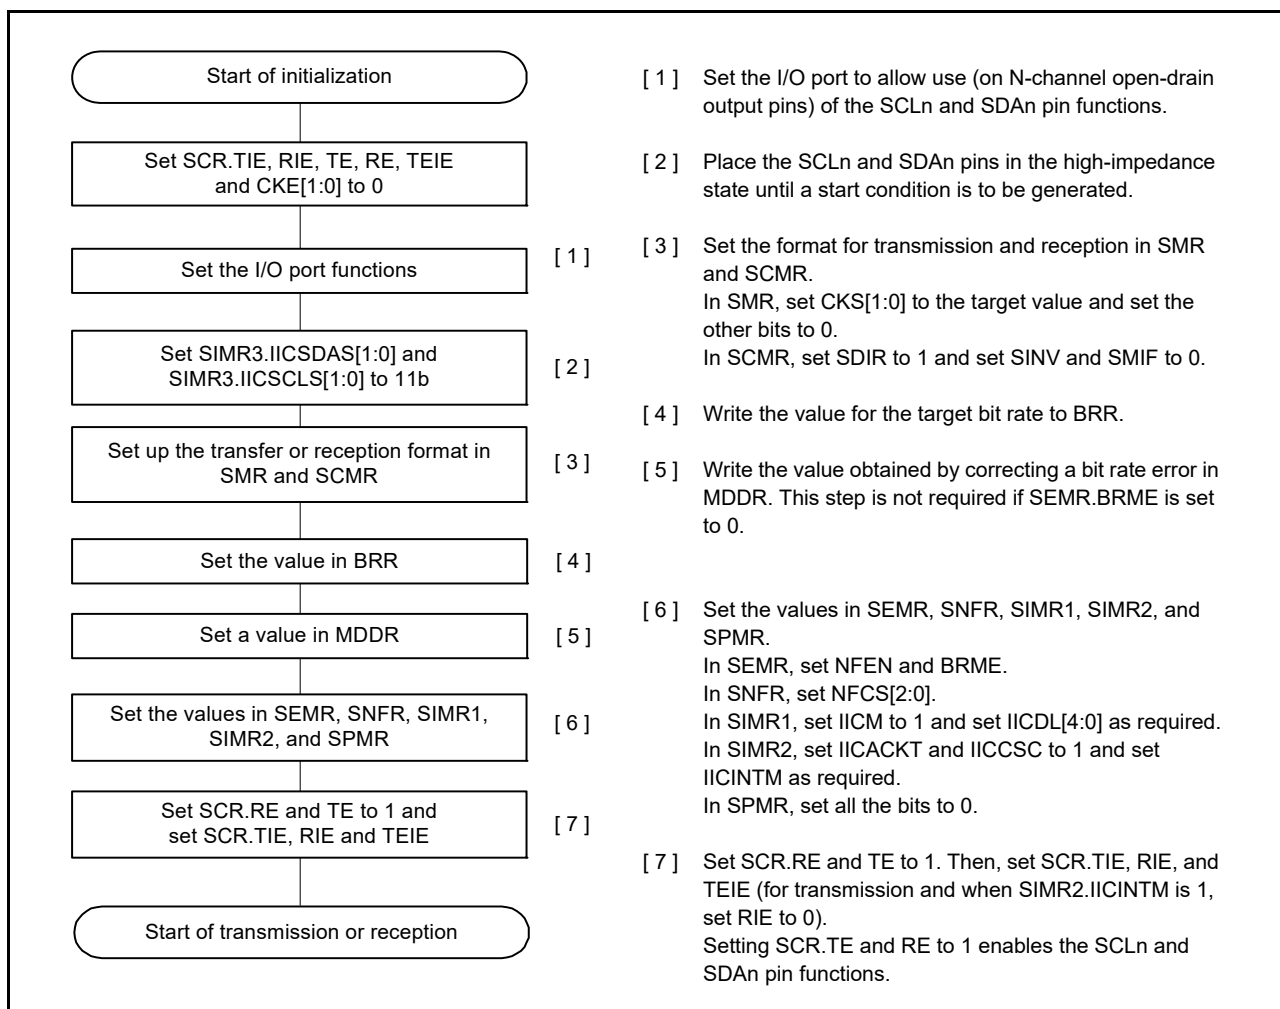 Start of initialization
Set SCR.TIE, RIE, TE, RE, TEIE
and CKE[1:0] to 0
Set the I/O port functions
[ 1 ]
Set SIMR3.IICSDAS[1:0] and
SIMR3.IICSCLS[1:0] to 11b
[ 2 ]
Set up the transfer or reception format in
SMR and SCMR
[ 3 ]
Set the value in BRR
[ 4 ]
Set a value in MDDR
[ 5 ]
Set the values in SEMR, SNFR, SIMR1,
SIMR2, and SPMR
[ 6 ]
Set SCR.RE and TE to 1 and
set SCR.TIE, RIE and TEIE
[ 7 ]
Start of transmission or reception
[ 1 ] Set the I/O port to allow use (on N-channel open-drain
output pins) of the SCLn and SDAn pin functions.
[ 2 ] Place the SCLn and SDAn pins in the high-impedance
state until a start condition is to be generated.
[ 3 ] Set the format for transmission and reception in SMR
and SCMR.
In SMR, set CKS[1:0] to the target value and set the
other bits to 0.
In SCMR, set SDIR to 1 and set SINV and SMIF to 0.
[ 4 ] Write the value for the target bit rate to BRR.
[ 5 ] Write the value obtained by correcting a bit rate error in
MDDR. This step is not required if SEMR.BRME is set
to 0.
[ 6 ] Set the values in SEMR, SNFR, SIMR1, SIMR2, and
SPMR.
In SEMR, set NFEN and BRME.
In SNFR, set NFCS[2:0].
In SIMR1, set IICM to 1 and set IICDL[4:0] as required.
In SIMR2, set IICACKT and IICCSC to 1 and set
IICINTM as required.
In SPMR, set all the bits to 0.
[ 7 ] Set SCR.RE and TE to 1. Then, set SCR.TIE, RIE, and
TEIE (for transmission and when SIMR2.IICINTM is 1,
set RIE to 0).
Setting SCR.TE and RE to 1 enables the SCLn and
SDAn pin functions.